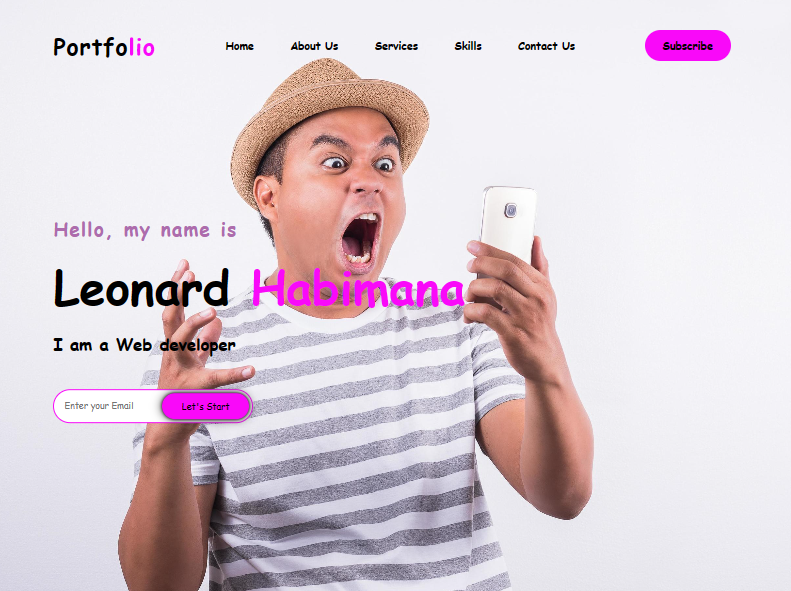 Portfolio Home About Us Services Skills Contact Us Subscribe
Hello, my name is
Leonard Habimana
I am a Web developer
Enter your Email Let's Start